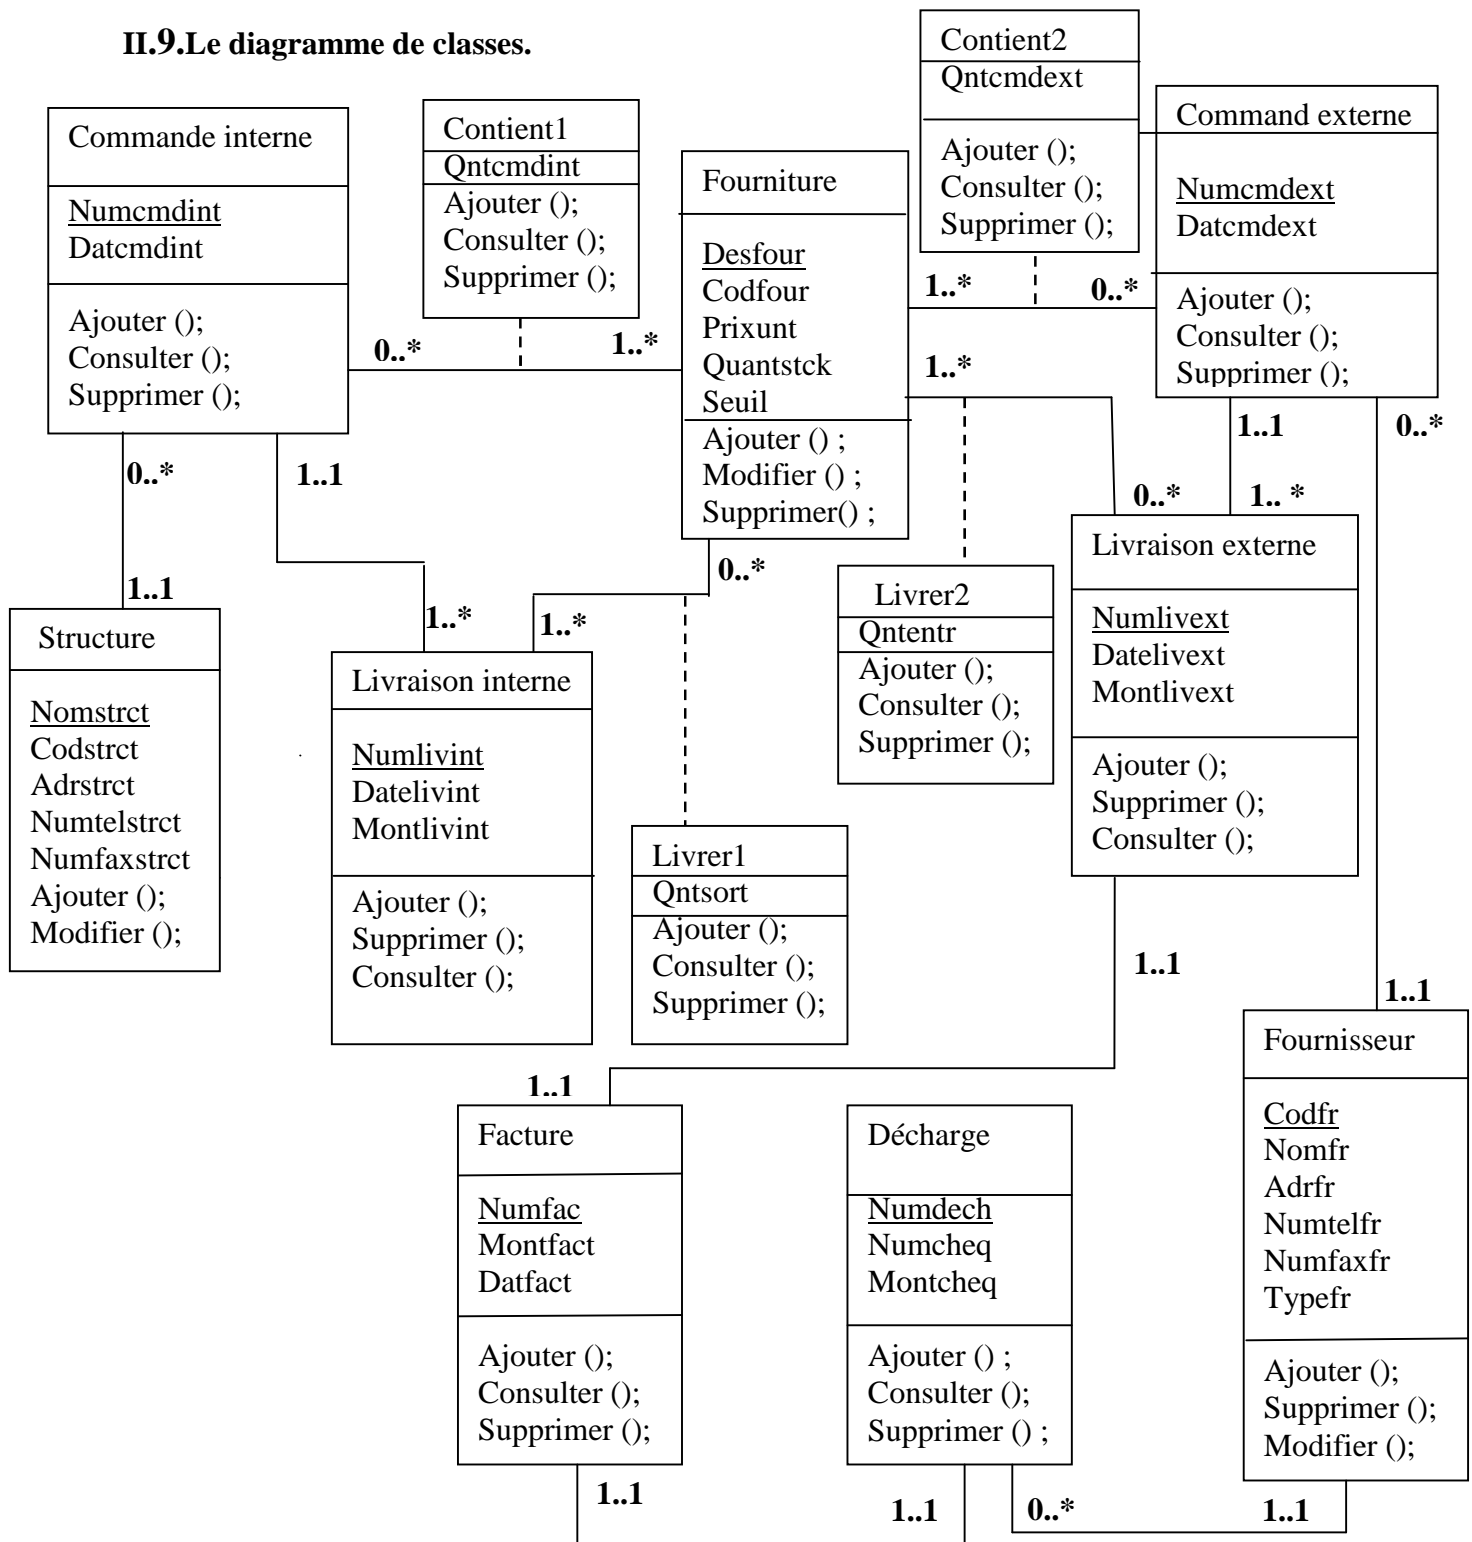 II.9.Le diagramme de classes.
Contient2
Qntcmdext
Ajouter ();
Consulter ();
Supprimer ();
Commande interne
Numcmdint
Datcmdint
Ajouter ();
Consulter ();
Supprimer ();
Contient1
Qntcmdint
Ajouter ();
Consulter ();
Supprimer ();
Fourniture
Desfour
Codfour
Prixunt
Quantstck
Seuil
Ajouter () ;
Modifier () ;
Supprimer() ;
Command externe
Numcmdext
Datcmdext
Ajouter ();
Consulter ();
Supprimer ();
0..*
1..*
1..*
0..*
1..*
0..*
1..1
1..1
0..*
0..*
1.. *
1..1
0..*
1..*
1..*
Structure
Nomstrct
Codstrct
Adrstrct
Numtelstrct
Numfaxstrct
Ajouter ();
Modifier ();
Livraison interne
Numlivint
Datelivint
Montlivint
Ajouter ();
Supprimer ();
Consulter ();
Livrer1
Qntsort
Ajouter ();
Consulter ();
Supprimer ();
Livrer2
Qntentr
Ajouter ();
Consulter ();
Supprimer ();
Livraison externe
Numlivext
Datelivext
Montlivext
Ajouter ();
Supprimer ();
Consulter ();
1..1
1..1
1..1
Facture
Numfac
Montfact
Datfact
Ajouter ();
Consulter ();
Supprimer ();
Décharge
Numdech
Numcheq
Montcheq
Ajouter () ;
Consulter ();
Supprimer () ;
Fournisseur
Codfr
Nomfr
Adrfr
Numtelfr
Numfaxfr
Typefr
Ajouter ();
Supprimer ();
Modifier ();
1..1
1..1
0..*
1..1